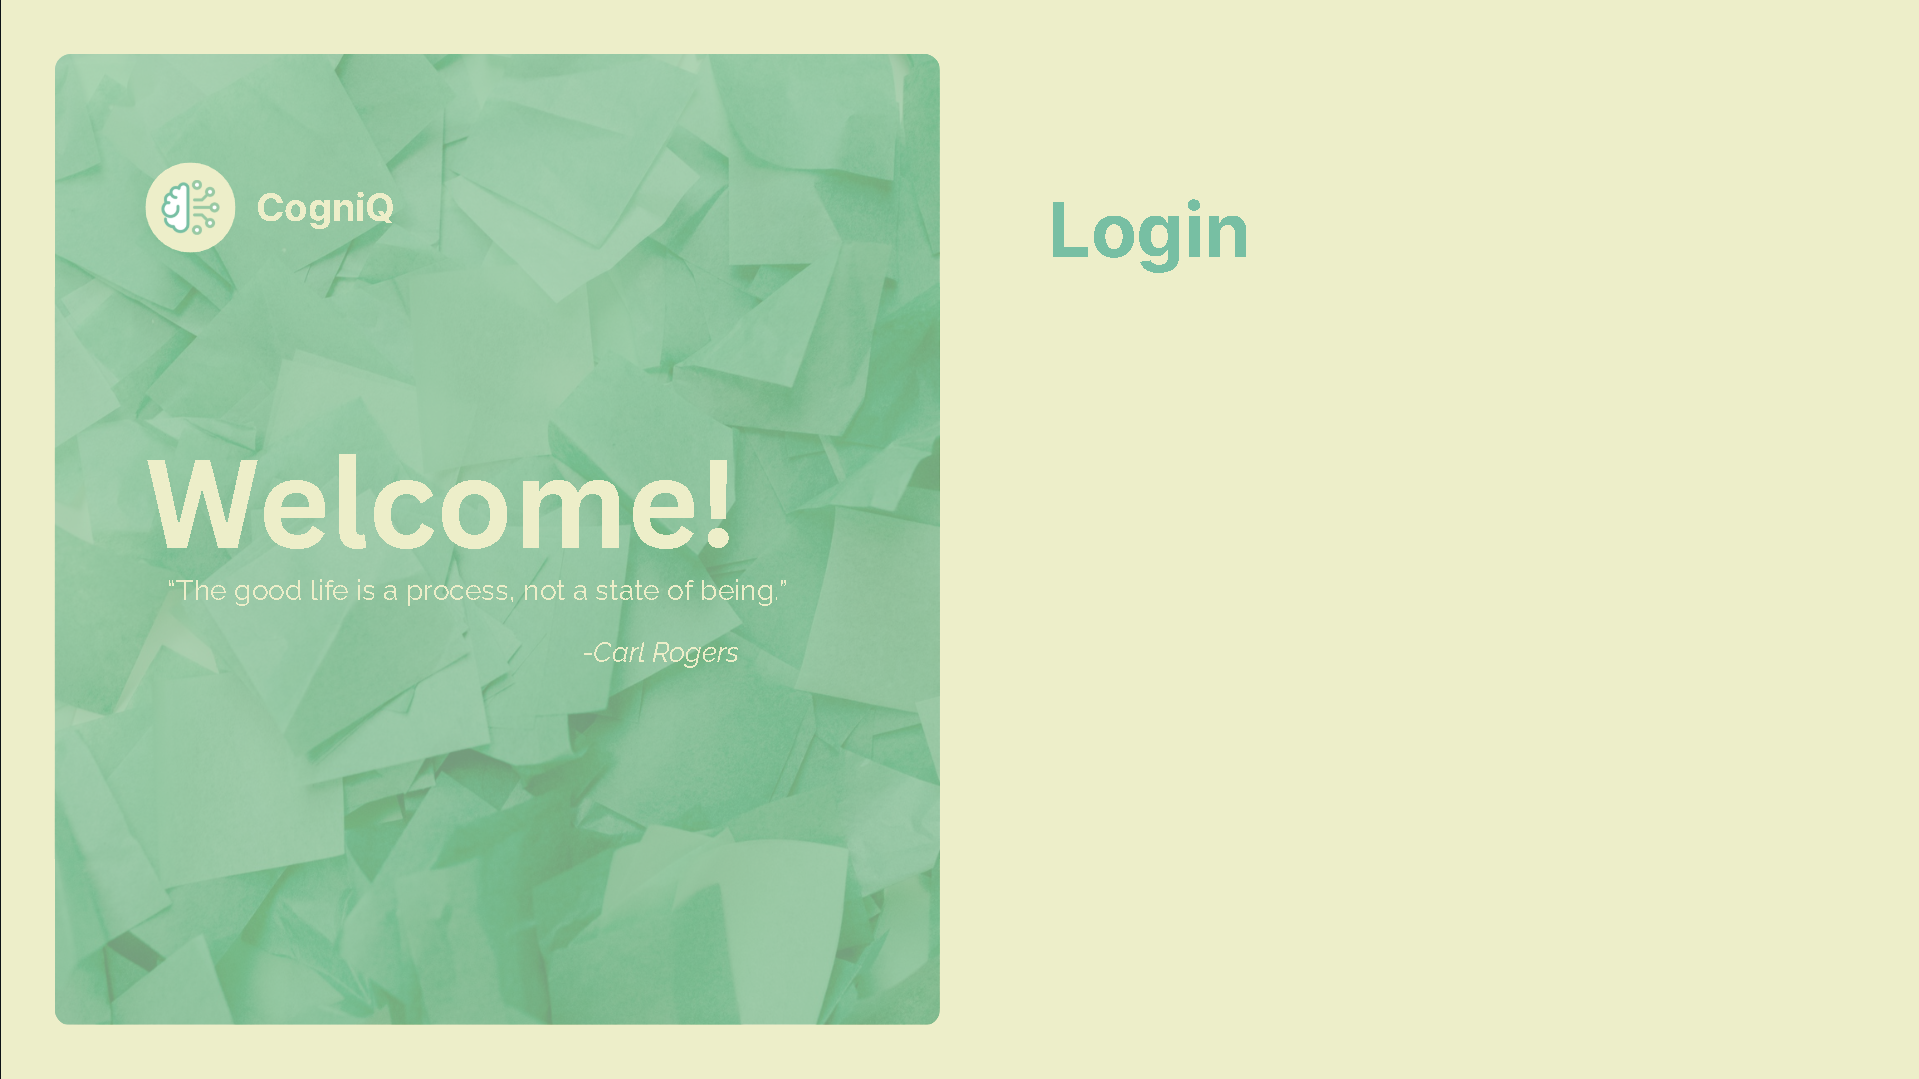 CogniQ
Welcome!
“The good life is a process, not a state of being.”
-Carl Rogers
Login